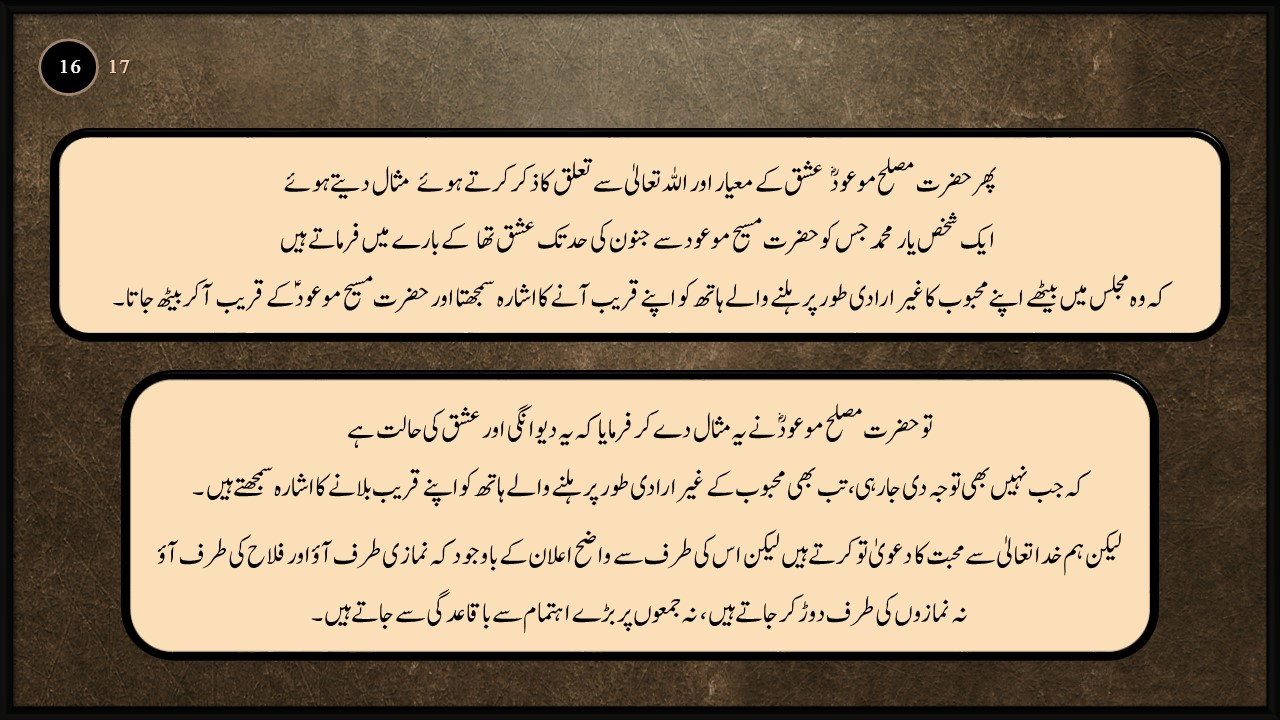 16 17
پھر حضرت مصلح موعودؓ عشق کے معیار اور اللہ تعالیٰ سے تعلق کا ذکر کرتے ہوئے مثال دیتے ہوئے
ایک شخص یار محمد جس کو حضرت مسیح موعود سے جنون کی حد تک عشق تھا کے بارے میں فرماتے ہیں
کہ وہ مجلس میں بیٹھے اپنے محبوب کا غیر ارادی طور پر ہلنے والے ہاتھ کو اپنے قریب آنے کا اشارہ سمجھتا اور حضرت مسیح موعودؑ کے قریب آکر بیٹھ جاتا۔
تو حضرت مصلح موعودؓ نے یہ مثال دے کر فرمایا کہ یہ دیوانگی اور عشق کی حالت ہے
کہ جب نہیں بھی توجہ دی جارہی، تب بھی محبوب کے غیر ارادی طور پر ہلنے والے ہاتھ کو اپنے قریب بلانے کا اشارہ سمجھتے ہیں ۔
لیکن ہم خدا تعالیٰ سے محبت کا دعویٰ تو کرتے ہیں لیکن اس کی طرف سے واضح اعلان کے باوجود کہ نماز ی طرف آؤ اور فلاح کی طرف آؤ
نہ نمازوں کی طرف دوڑ کر جاتے ہیں ، نہ جمعوں پر بڑے اہتمام سے با قاعدگی سے جاتے ہیں۔